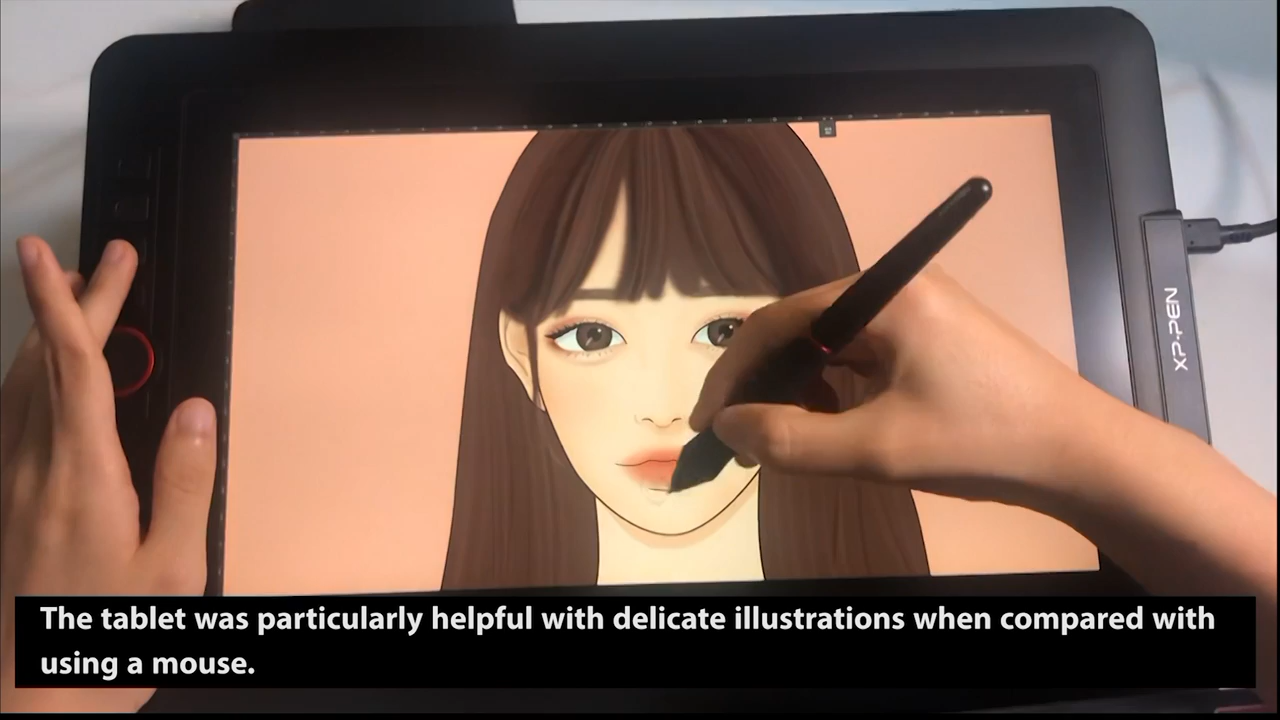 XP-PEN
The tablet was particularly helpful with delicate illustrations when compared with
using a mouse.